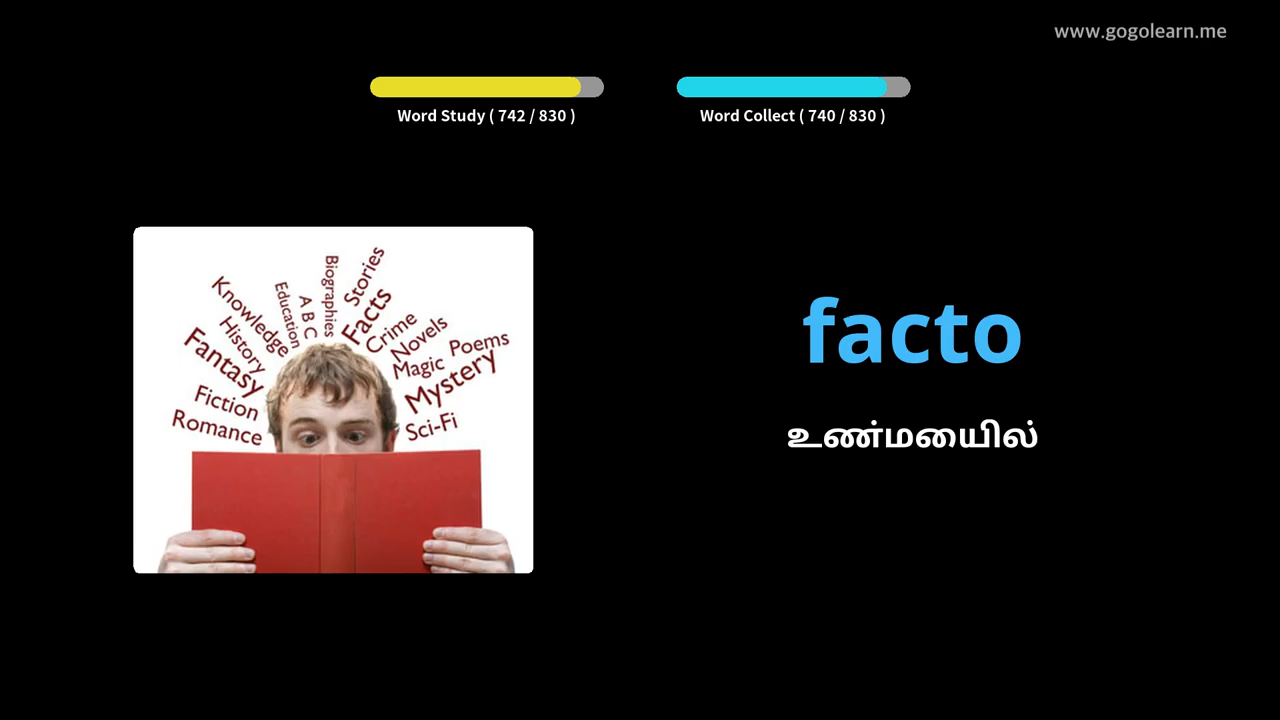 www.gogolearn.me
Word Study ( 742 / 830 )
Word Collect ( 740 / 830 )
Biographies
Stories
Knowledge
Education
A B C
Facts
History
Crime
Novels
Fantasy
Magic
Poems
Mystery
Fiction
Romance
Sci-Fi
facto
உண்மையில்